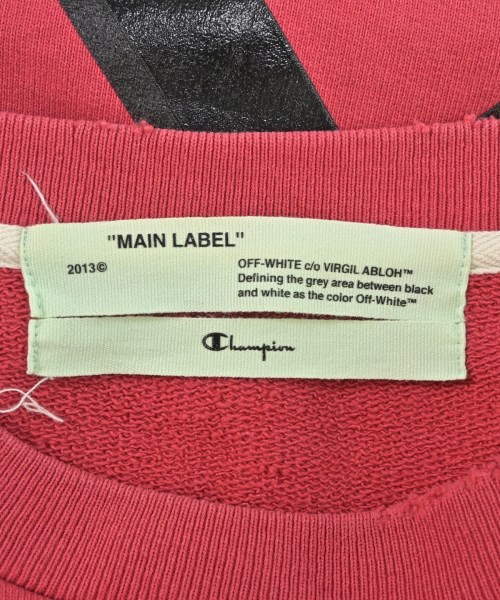 "MAIN LABEL"
2013©
OFF-WHITE c/o VIRGIL ABLOH™
Defining the grey area between black
and white as the color Off-White™
Champion